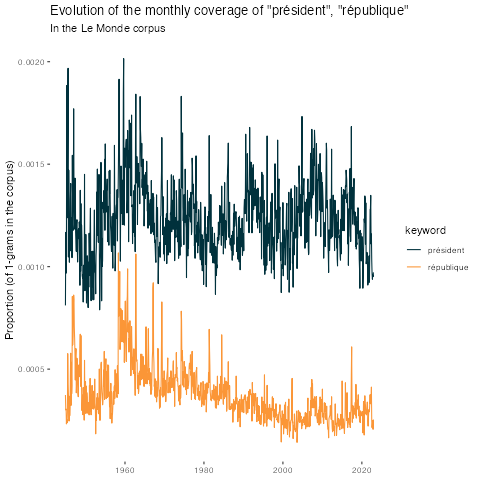 Evolution of the monthly coverage of "président", "république"
In the Le Monde corpus
Proportion (of 1-grams in the corpus)
0.0020
0.0015
0.0010
0.0005
1960 1980 2000 2020
keyword
président
république